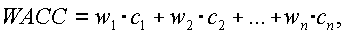 WACC = w₁·c₁ + w₂·c₂ + ... + wₙ·cₙ,